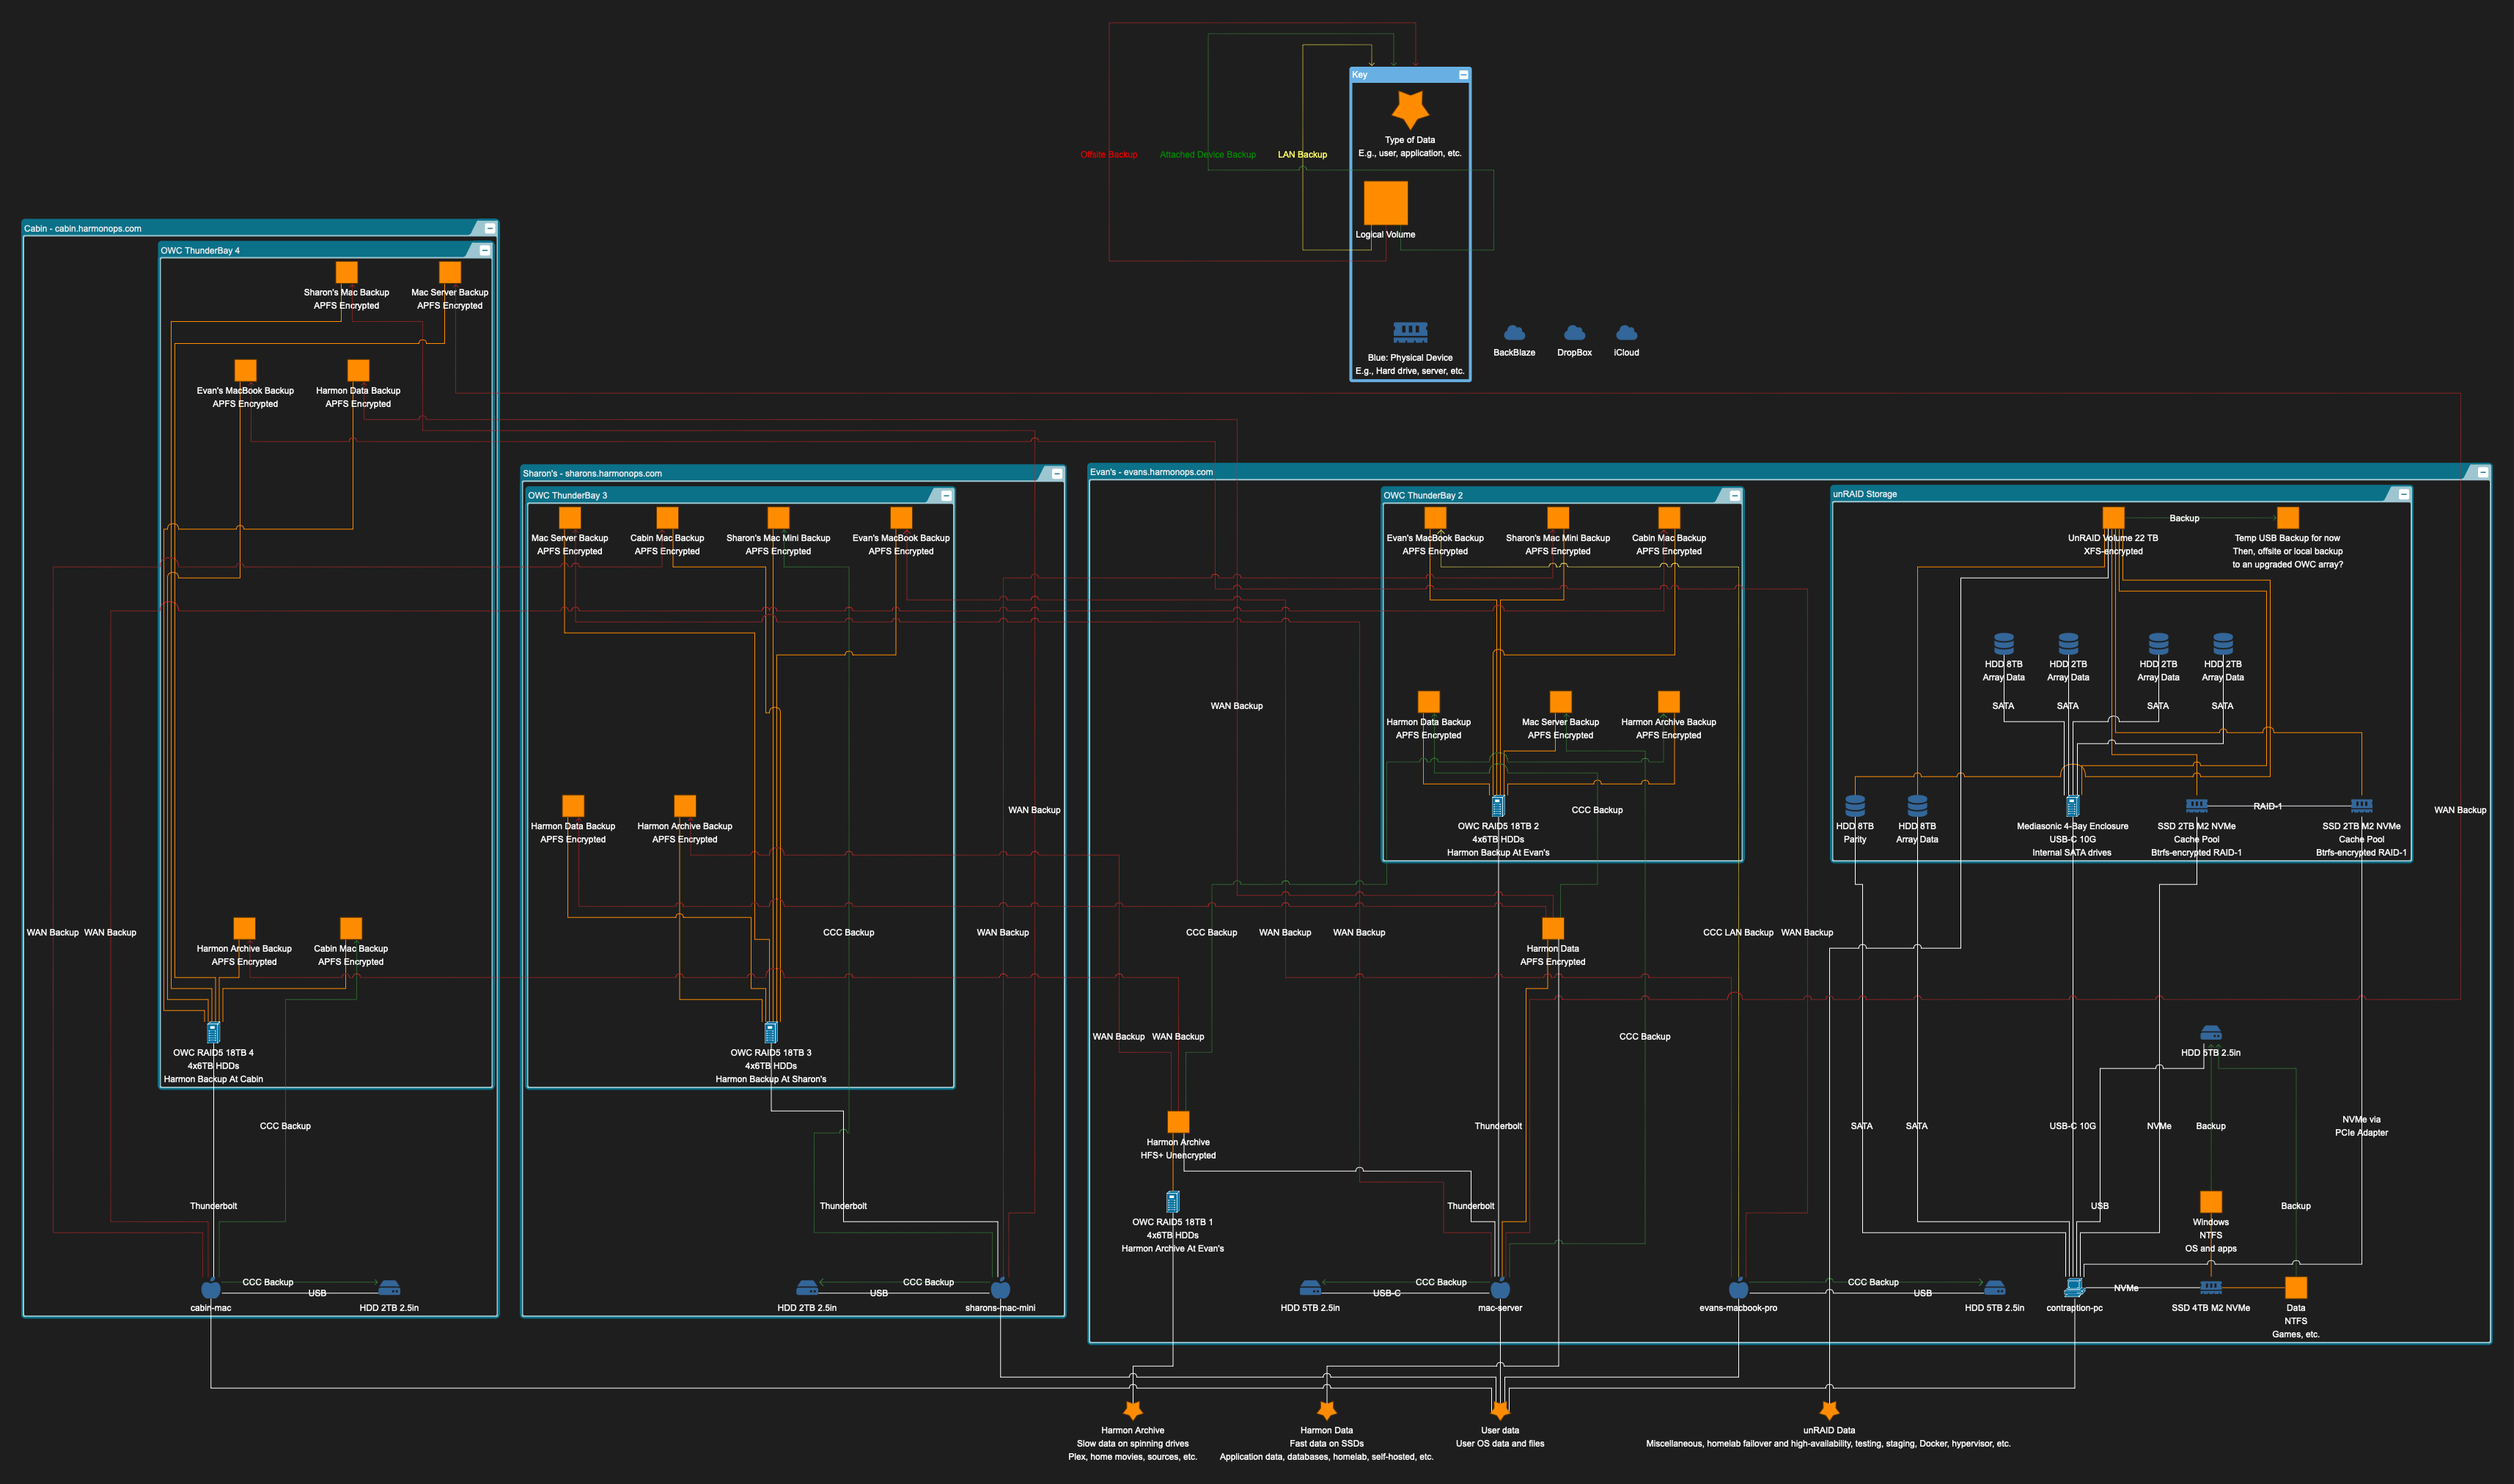 Key
Type of Data
E.g., user, application, etc.
Offsite Backup
Attached Device Backup
LAN Backup
Logical Volume
Blue: Physical Device
E.g., Hard drive, server, etc.
BackBlaze
DropBox
iCloud
Cabin - cabin.harmonops.com
OWC ThunderBay 4
Sharon's Mac Backup
APFS Encrypted
Mac Server Backup
APFS Encrypted
Evan's MacBook Backup
APFS Encrypted
Harmon Data Backup
APFS Encrypted
Harmon Archive Backup
APFS Encrypted
Cabin Mac Backup
APFS Encrypted
WAN Backup
WAN Backup
OWC RAID5 18TB 4
4x6TB HDDs
Harmon Backup At Cabin
CCC Backup
Thunderbolt
CCC Backup
USB
cabin-mac
HDD 2TB 2.5in
Sharon's - sharons.harmonops.com
OWC ThunderBay 3
Mac Server Backup
APFS Encrypted
Cabin Mac Backup
APFS Encrypted
Sharon's Mac Mini Backup
APFS Encrypted
Evan's MacBook Backup
APFS Encrypted
Harmon Data Backup
APFS Encrypted
Harmon Archive Backup
APFS Encrypted
WAN Backup
CCC Backup
WAN Backup
OWC RAID5 18TB 3
4x6TB HDDs
Harmon Backup At Sharon's
Thunderbolt
CCC Backup
USB
HDD 2TB 2.5in
sharons-mac-mini
Evan's - evans.harmonops.com
OWC ThunderBay 2
Evan's MacBook Backup
APFS Encrypted
Sharon's Mac Mini Backup
APFS Encrypted
Cabin Mac Backup
APFS Encrypted
WAN Backup
Harmon Data Backup
APFS Encrypted
Mac Server Backup
APFS Encrypted
Harmon Archive Backup
APFS Encrypted
CCC Backup
OWC RAID5 18TB 2
4x6TB HDDs
Harmon Backup At Evan's
CCC Backup
WAN Backup
WAN Backup
Harmon Data
APFS Encrypted
CCC LAN Backup
WAN Backup
WAN Backup
WAN Backup
CCC Backup
Harmon Archive
HFS+ Unencrypted
Thunderbolt
OWC RAID5 18TB 1
4x6TB HDDs
Harmon Archive At Evan's
Thunderbolt
CCC Backup
USB-C
HDD 5TB 2.5in
mac-server
evans-macbook-pro
CCC Backup
USB
HDD 5TB 2.5in
unRAID Storage
UnRAID Volume 22 TB
XFS-encrypted
Backup
Temp USB Backup for now
Then, offsite or local backup
to an upgraded OWC array?
HDD 8TB
Array Data
HDD 2TB
Array Data
HDD 2TB
Array Data
HDD 2TB
Array Data
SATA
SATA
SATA
SATA
HDD 8TB
Parity
HDD 8TB
Array Data
Mediasonic 4-Bay Enclosure
USB-C 10G
Internal SATA drives
SSD 2TB M2 NVMe
Cache Pool
Btrfs-encrypted RAID-1
RAID-1
SSD 2TB M2 NVMe
Cache Pool
Btrfs-encrypted RAID-1
WAN Backup
HDD 5TB 2.5in
SATA
SATA
USB-C 10G
NVMe
Backup
NVMe via
PCIe Adapter
USB
Backup
Windows
NTFS
OS and apps
contraption-pc
NVMe
SSD 4TB M2 NVMe
Data
NTFS
Games, etc.
Harmon Archive
Slow data on spinning drives
Plex, home movies, sources, etc.
Harmon Data
Fast data on SSDs
Application data, databases, homelab, self-hosted, etc.
User data
User OS data and files
unRAID Data
Miscellaneous, homelab failover and high-availability, testing, staging, Docker, hypervisor, etc.